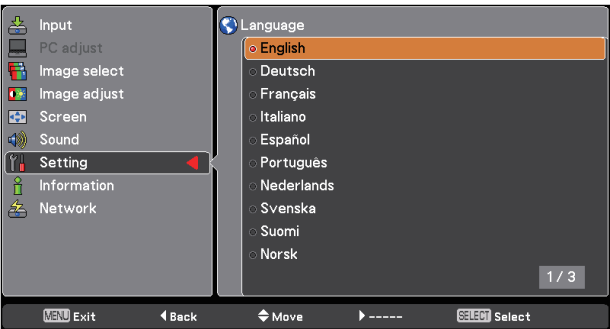 Input
PC adjust
Image select
Image adjust
Screen
Sound
Setting
Information
Network
Language
English
Deutsch
Français
Italiano
Español
Português
Nederlands
Svenska
Suomi
Norsk
1 / 3
MENU Exit
Back
Move
-----
SELECT Select